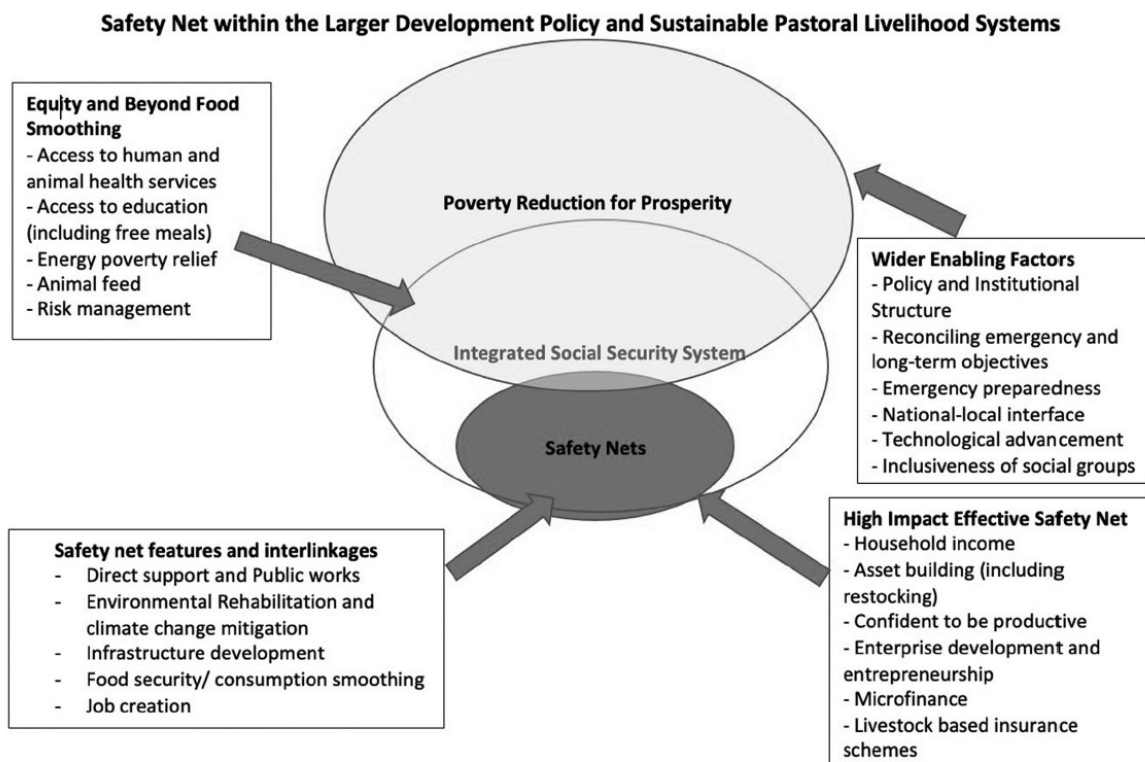 Safety Net within the Larger Development Policy and Sustainable Pastoral Livelihood Systems
Equity and Beyond Food
Smoothing
- Access to human and
animal health services
- Access to education
(including free meals)
- Energy poverty relief
- Animal feed
- Risk management
Poverty Reduction for Prosperity
Integrated Social Security System
Safety Nets
Wider Enabling Factors
- Policy and Institutional
Structure
- Reconciling emergency and
long-term objectives
- Emergency preparedness
- National-local interface
- Technological advancement
- Inclusiveness of social groups
Safety net features and interlinkages
- Direct support and Public works
- Environmental Rehabilitation and
climate change mitigation
- Infrastructure development
- Food security/ consumption smoothing
- Job creation
High Impact Effective Safety Net
- Household income
- Asset building (including
restocking)
- Confident to be productive
- Enterprise development and
entrepreneurship
- Microfinance
- Livestock based insurance
schemes